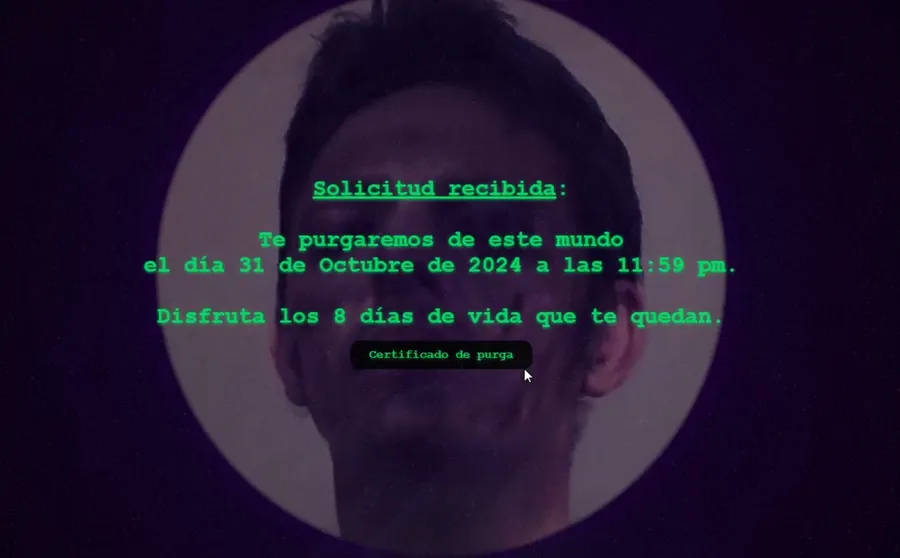 Solicitud recibida:
Te purgaremos de este mundo
el día 31 de Octubre de 2024 a las 11:59 pm.
Disfruta los 8 días de vida que te quedan.
Certificado de purga